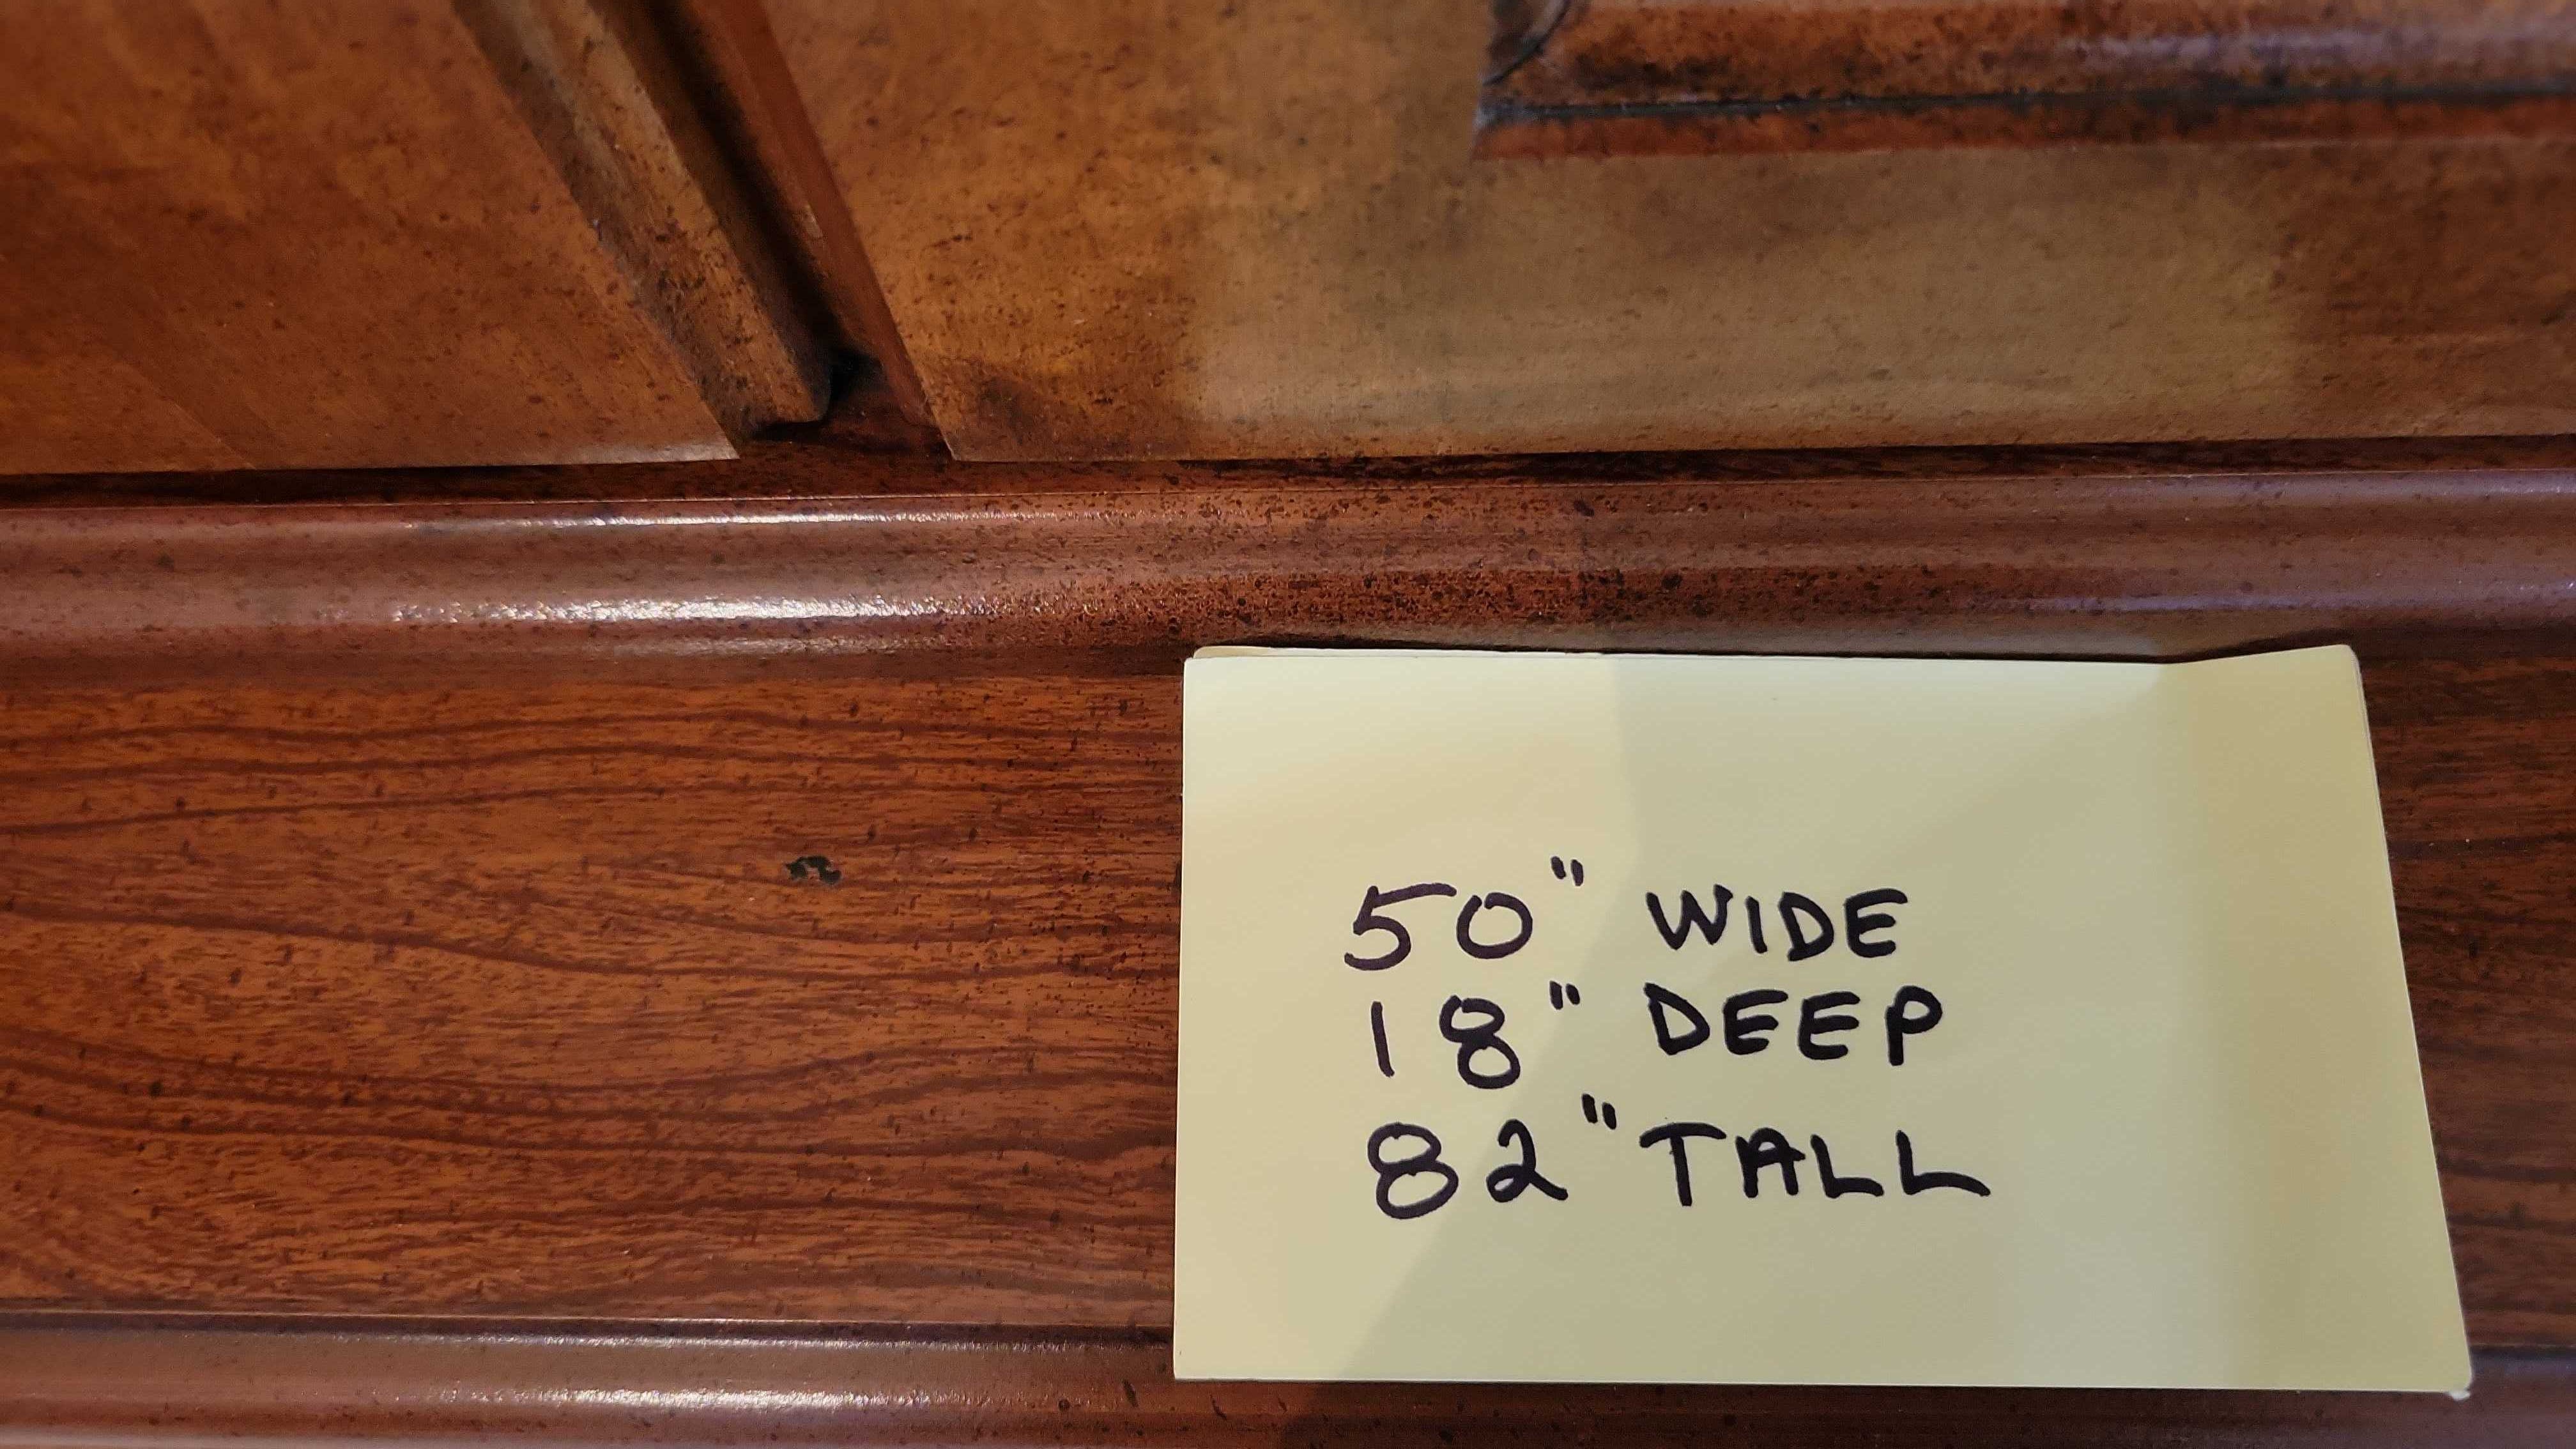 50" WIDE
18" DEEP
82" TALL